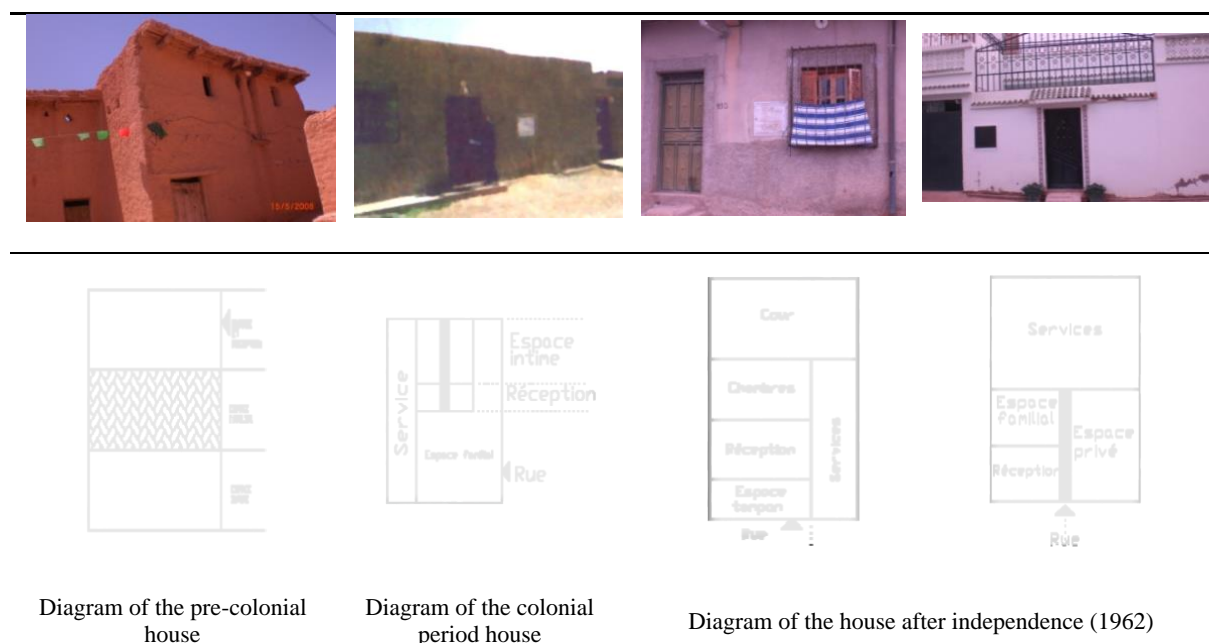 15/5/2008
Espace
intime
Réception
Service
Espace familial
Rue
Cour
Chambres
Réception
Services
Espace
tampon
Rue
Services
Espace
familial
Espace
privé
Réception
Rue
Diagram of the pre-colonial
house
Diagram of the colonial
period house
Diagram of the house after independence (1962)